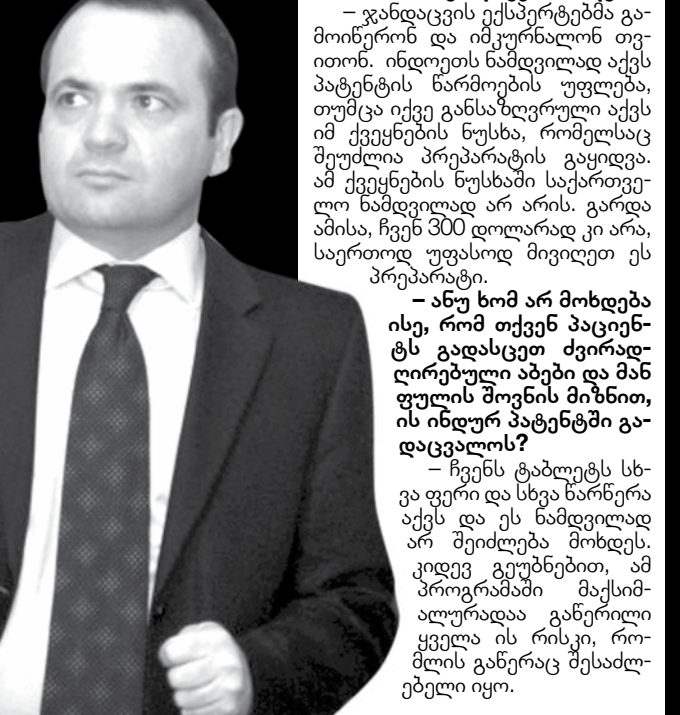 – ჯანდაცვის ექსპერტებმა გა-
მოიწერონ და იმკურნალონ თვ-
ითონ. ინდოეთს ნამდვილად აქვს
პატენტის წარმოების უფლება,
თუმცა იქვე განსაზღვრული აქვს
იმ ქვეყნების ნუსხა, რომელსაც
შეუძლია პრეპარატის გაყიდვა.
ამ ქვეყნების ნუსხაში საქართვე-
ლო ნამდვილად არ არის. გარდა
ამისა, ჩვენ 300 დოლარად კი არა,
საერთოდ უფასოდ მივიღეთ ეს
პრეპარატი.
– ანუ ხომ არ მოხდება
ისე, რომ თქვენ პაციენ-
ტს გადასცეთ ძვირად-
ღირებული აბები და მან
ფულის შოვნის მიზნით,
ის ინდურ პატენტში გა-
დაცვალოს?
– ჩვენს ტაბლეტს სხ-
ვა ფერი და სხვა წარწერა
აქვს და ეს ნამდვილად
არ შეიძლება მოხდეს.
კიდევ გეუბნებით, ამ
პროგრამაში მაქსიმ-
ალურადაა გაწერილი
ყველა ის რისკი, რო-
მლის გაწერაც შესაძლ-
ებელი იყო.